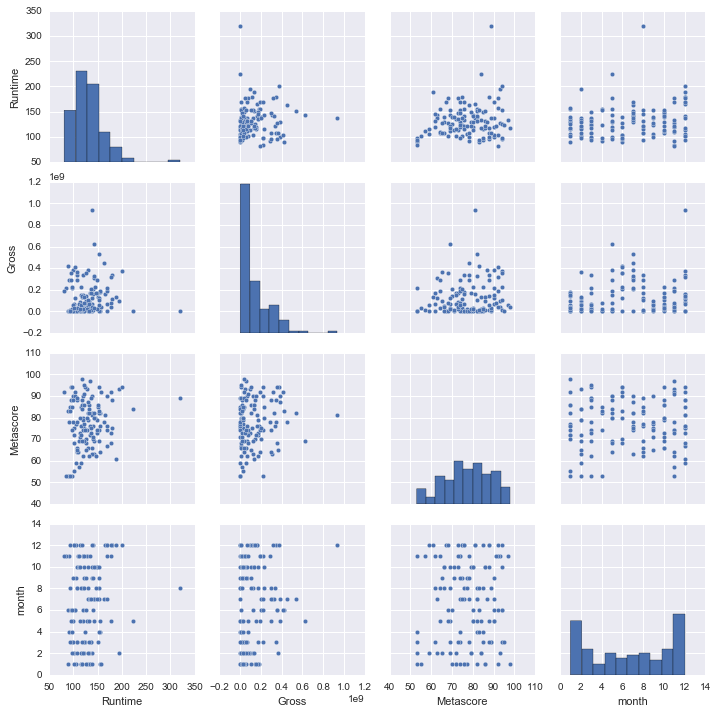 350
300
250
200
150
100
50
Runtime
1e9
1.2
1.0
0.8
0.6
0.4
0.2
0.0
−0.2
Gross
110
100
90
80
70
60
50
40
Metascore
14
12
10
8
6
4
2
0
month
50 100 150 200 250 300 350
−0.2 0.0 0.2 0.4 0.6 0.8 1.0 1.2
40 50 60 70 80 90 100 110
0 2 4 6 8 10 12 14
1e9
Runtime Gross Metascore month